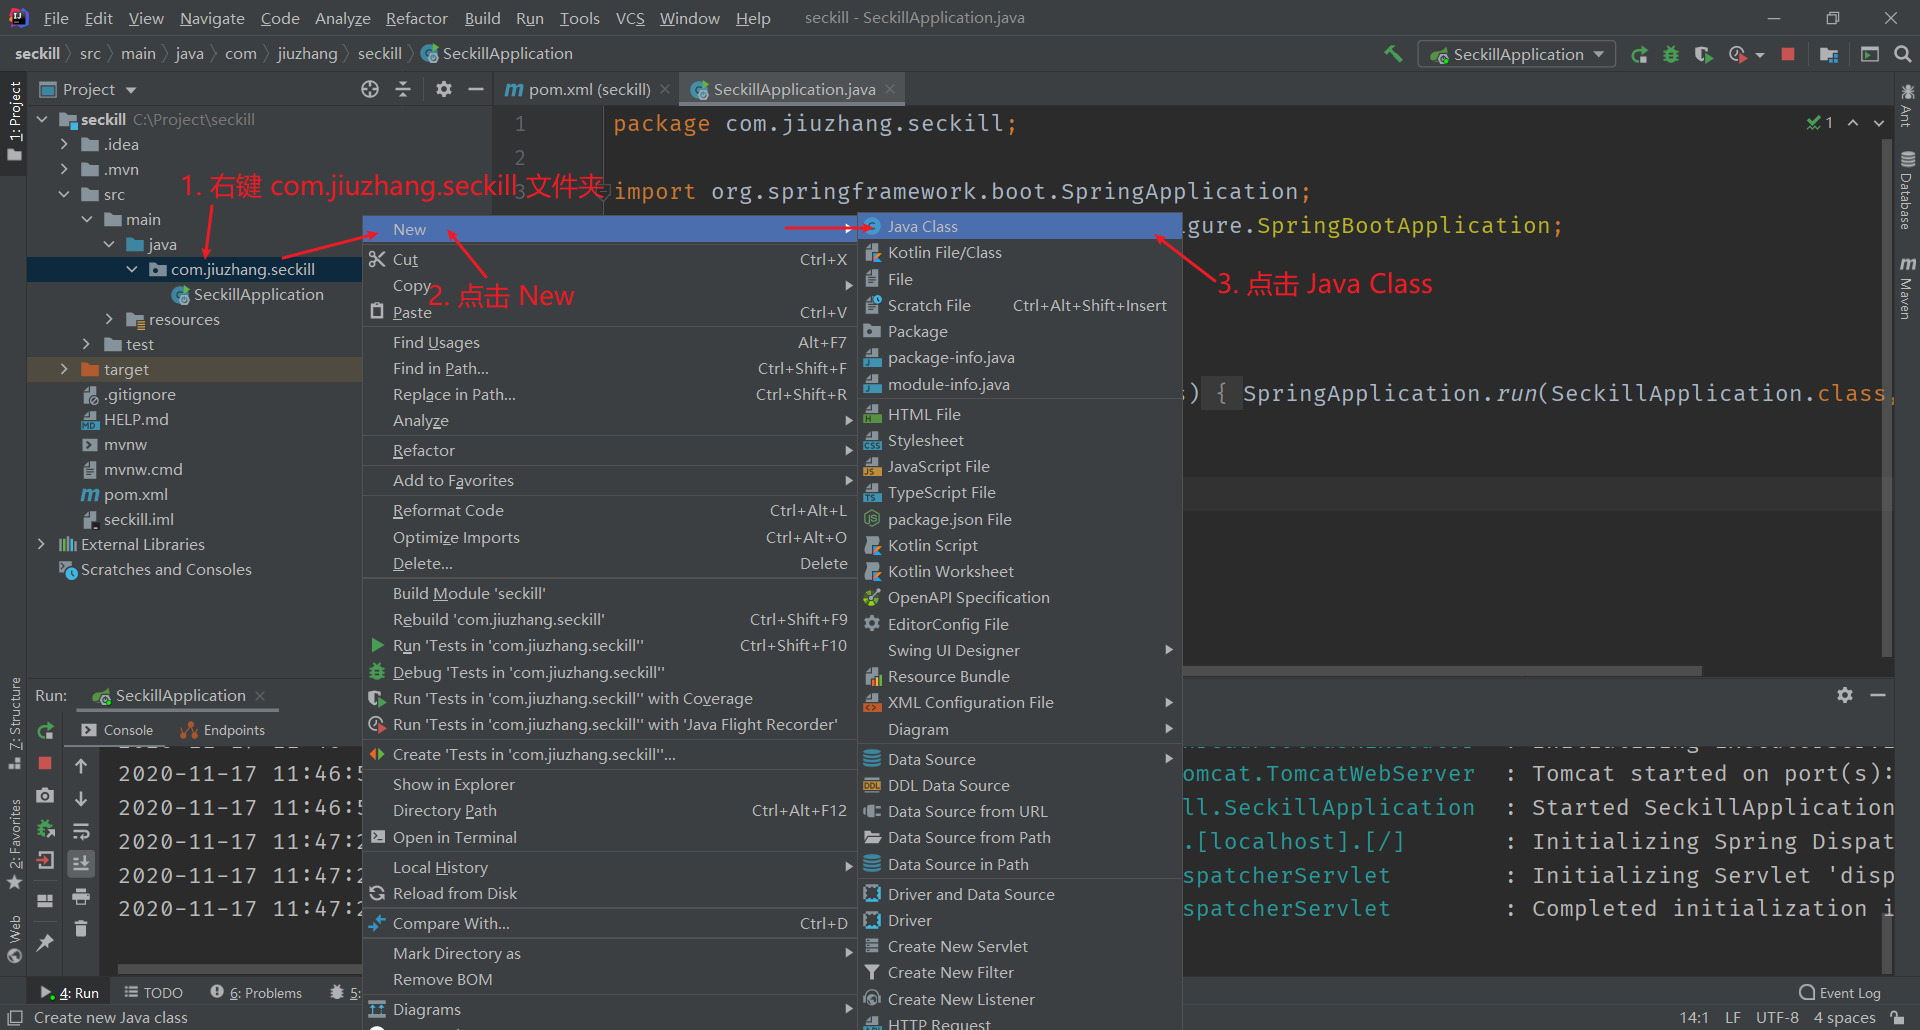 File Edit View Navigate Code Analyze Refactor Build Run Tools VCS Window Help seckill - SeckillApplication.java
seckill src main java com jiuzhang seckill SeckillApplication
SeckillApplication
1: Project
Project
pom.xml (seckill)
SeckillApplication.java
seckill C:\Project\seckill
.idea
.mvn
src
main
java
com.jiuzhang.seckill
SeckillApplication
resources
test
target
.gitignore
HELP.md
mvnw
mvnw.cmd
pom.xml
seckill.iml
External Libraries
Scratches and Consoles
1. 右键 com.jiuzhang.seckill 文件夹
2. 点击 New
3. 点击 Java Class
1 package com.jiuzhang.seckill;
2
3 import org.springframework.boot.SpringApplication;
gure.SpringBootApplication;
s) { SpringApplication.run(SeckillApplication.class,
1
Ant
Database
Maven
New
Cut Ctrl+X
Copy
Paste Ctrl+V
Find Usages Alt+F7
Find in Path... Ctrl+Shift+F
Replace in Path... Ctrl+Shift+R
Analyze
Refactor
Add to Favorites
Reformat Code Ctrl+Alt+L
Optimize Imports Ctrl+Alt+O
Delete... Delete
Build Module 'seckill'
Rebuild 'com.jiuzhang.seckill' Ctrl+Shift+F9
Run 'Tests in 'com.jiuzhang.seckill'' Ctrl+Shift+F10
Debug 'Tests in 'com.jiuzhang.seckill''
Run 'Tests in 'com.jiuzhang.seckill'' with Coverage
Run 'Tests in 'com.jiuzhang.seckill'' with 'Java Flight Recorder'
Create 'Tests in 'com.jiuzhang.seckill''...
Show in Explorer
Directory Path Ctrl+Alt+F12
Open in Terminal
Local History
Reload from Disk
Compare With... Ctrl+D
Mark Directory as
Remove BOM
Diagrams
Java Class
Kotlin File/Class
File
Scratch File Ctrl+Alt+Shift+Insert
Package
package-info.java
module-info.java
HTML File
Stylesheet
JavaScript File
TypeScript File
package.json File
Kotlin Script
Kotlin Worksheet
OpenAPI Specification
EditorConfig File
Swing UI Designer
Resource Bundle
XML Configuration File
Diagram
Data Source
DDL Data Source
Data Source from URL
Data Source from Path
Data Source in Path
Driver and Data Source
Driver
Create New Servlet
Create New Filter
Create New Listener
HTTP Request
7: Structure
2: Favorites
Web
Run: SeckillApplication
Console Endpoints
2020-11-17 11:46:5
omcat.TomcatWebServer : Tomcat started on port(s):
2020-11-17 11:46:5
ll.SeckillApplication : Started SeckillApplication
2020-11-17 11:47:2
.[localhost].[/] : Initializing Spring Dispat
2020-11-17 11:47:2
spatcherServlet : Initializing Servlet 'disp
2020-11-17 11:47:2
spatcherServlet : Completed initialization i
4: Run TODO 6: Problems 5: Event Log
Create new Java class 14:1 LF UTF-8 4 spaces